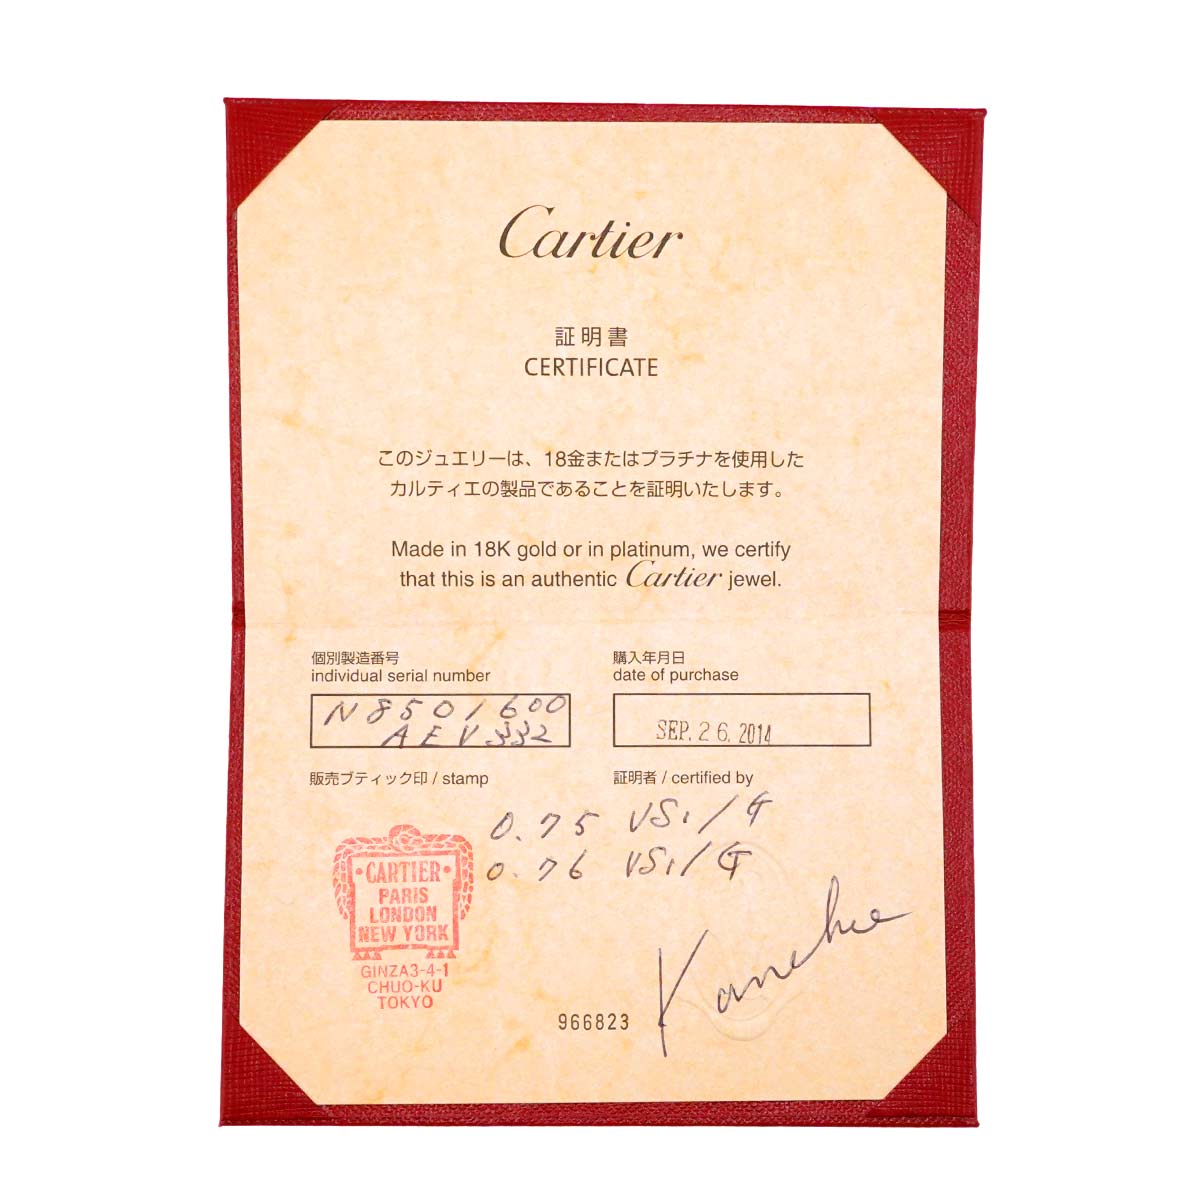 Cartier
証明書
CERTIFICATE
このジュエリーは、18金またはプラチナを使用した
カルティエの製品であることを証明いたします。
Made in 18K gold or in platinum, we certify
that this is an authentic Cartier jewel.
個別製造番号
individual serial number
N8501600
AEV332
購入年月日
date of purchase
SEP. 26. 2014
販売ブティック印 / stamp
証明者 / certified by
0.75 VS1/G
0.76 VS1/G
·CARTIER·
PARIS
LONDON
NEW YORK
GINZA3-4-1
CHUO-KU
TOKYO
966823